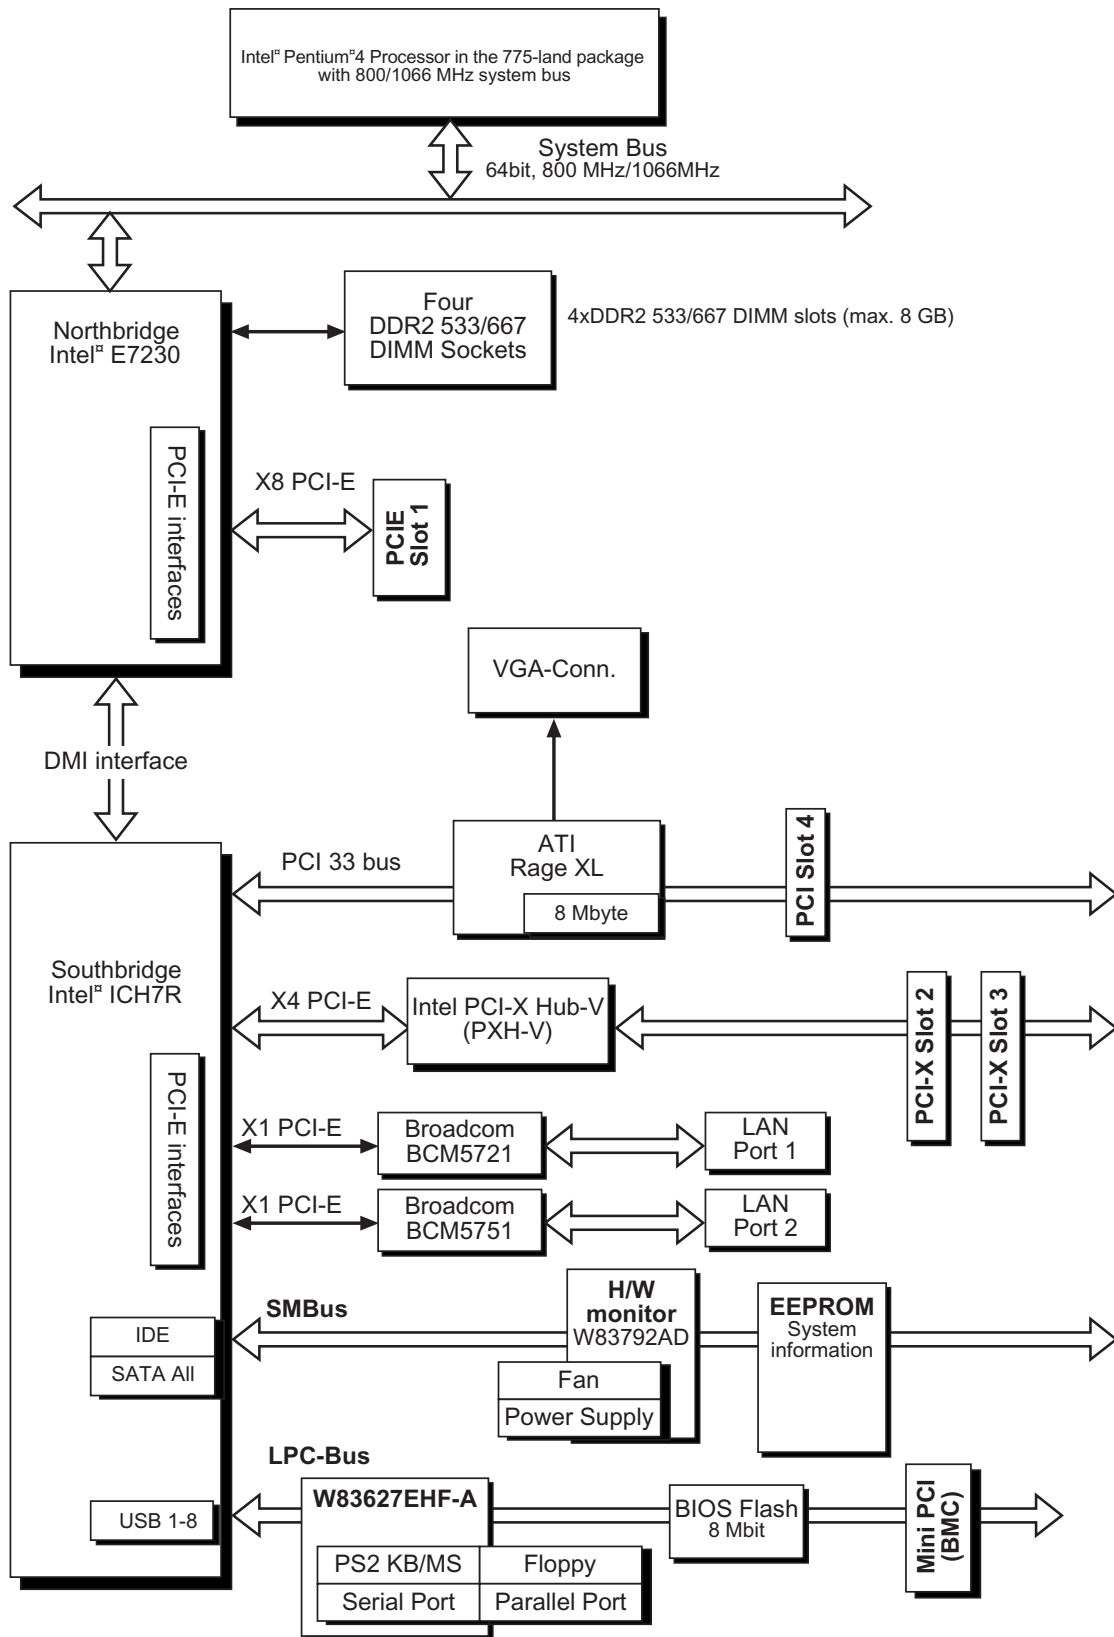 Intel¤ Pentium¤4 Processor in the 775-land package
with 800/1066 MHz system bus
System Bus
64bit, 800 MHz/1066MHz
Northbridge
Intel¤ E7230
Four
DDR2 533/667
DIMM Sockets
4xDDR2 533/667 DIMM slots (max. 8 GB)
PCI-E interfaces
X8 PCI-E
PCIE
Slot 1
VGA-Conn.
DMI interface
PCI 33 bus
ATI
Rage XL
8 Mbyte
PCI Slot 4
Southbridge
Intel¤ ICH7R
X4 PCI-E
Intel PCI-X Hub-V
(PXH-V)
PCI-X Slot 2
PCI-X Slot 3
PCI-E interfaces
X1 PCI-E
Broadcom
BCM5721
LAN
Port 1
X1 PCI-E
Broadcom
BCM5751
LAN
Port 2
SMBus
H/W
monitor
W83792AD
Fan
Power Supply
EEPROM
System
information
IDE
SATA All
LPC-Bus
W83627EHF-A
PS2 KB/MS
Floppy
Serial Port
Parallel Port
BIOS Flash
8 Mbit
Mini PCI
(BMC)
USB 1-8